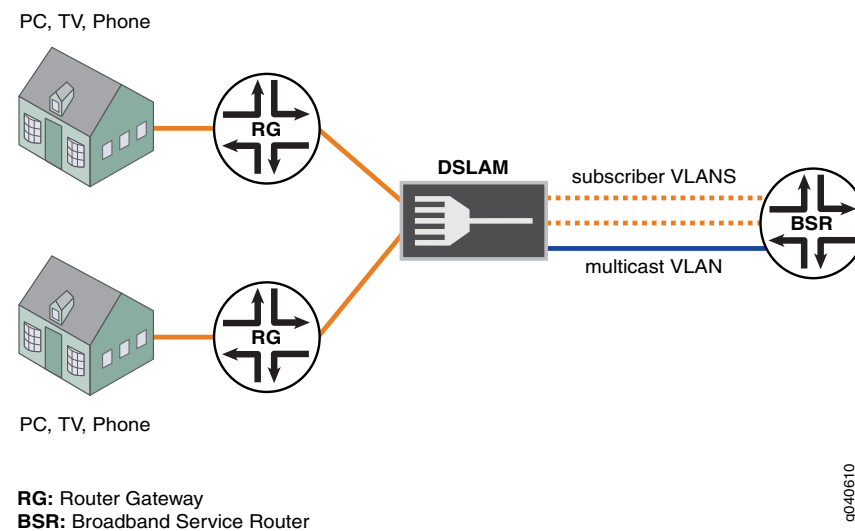 PC, TV, Phone
RG
DSLAM
subscriber VLANS
BSR
multicast VLAN
RG
PC, TV, Phone
RG: Router Gateway
BSR: Broadband Service Router
g040610